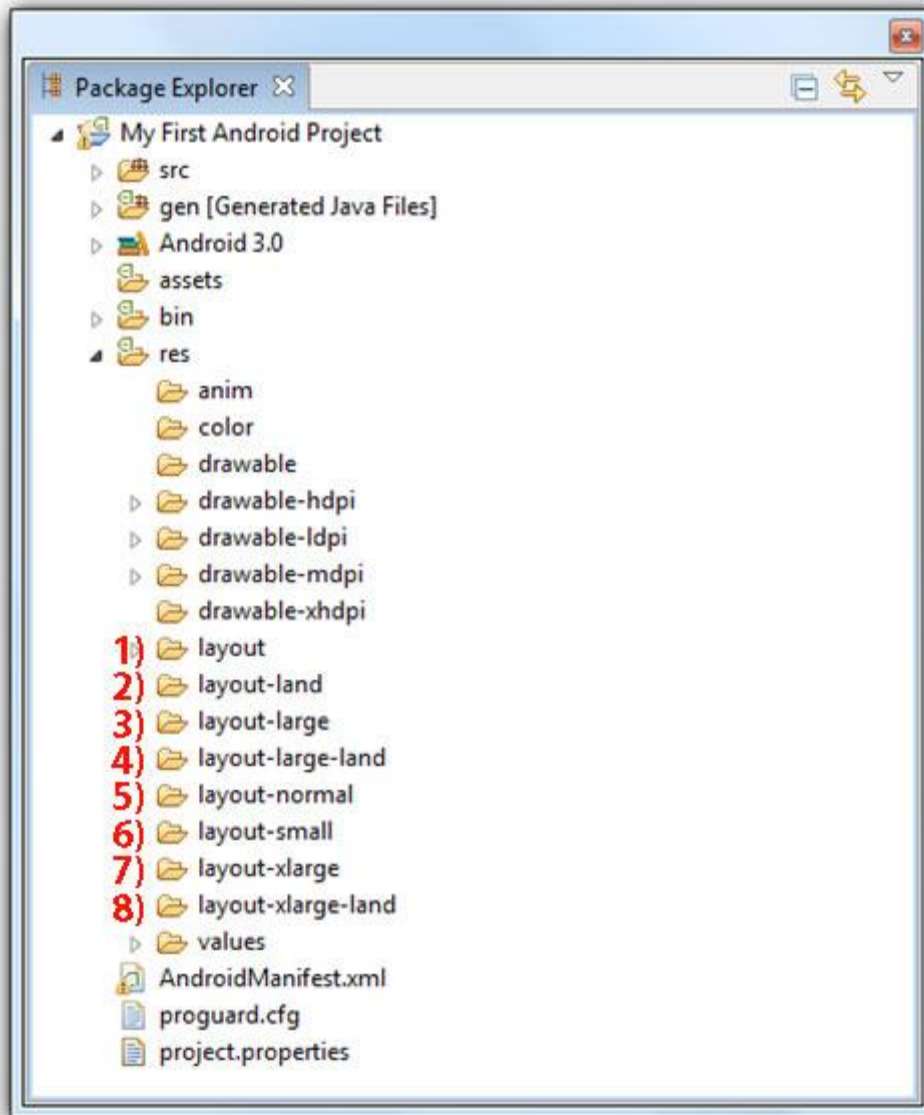 Package Explorer
My First Android Project
src
gen [Generated Java Files]
Android 3.0
assets
bin
res
anim
color
drawable
drawable-hdpi
drawable-ldpi
drawable-mdpi
drawable-xhdpi
1) layout
2) layout-land
3) layout-large
4) layout-large-land
5) layout-normal
6) layout-small
7) layout-xlarge
8) layout-xlarge-land
values
AndroidManifest.xml
proguard.cfg
project.properties